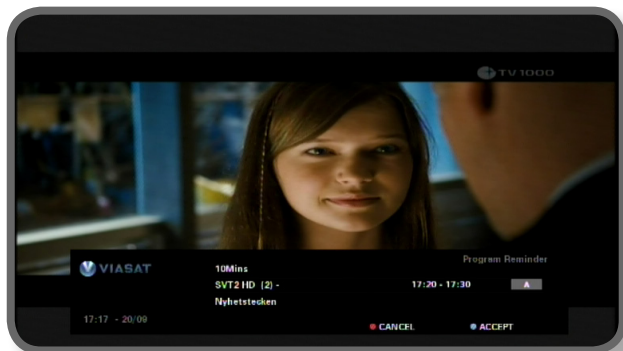 TV1000
Program Reminder
VIASAT
10Mins
SVT2 HD (2) - 17:20 - 17:30 A
Nyhetstecken
17:17 - 20/09
CANCEL ACCEPT